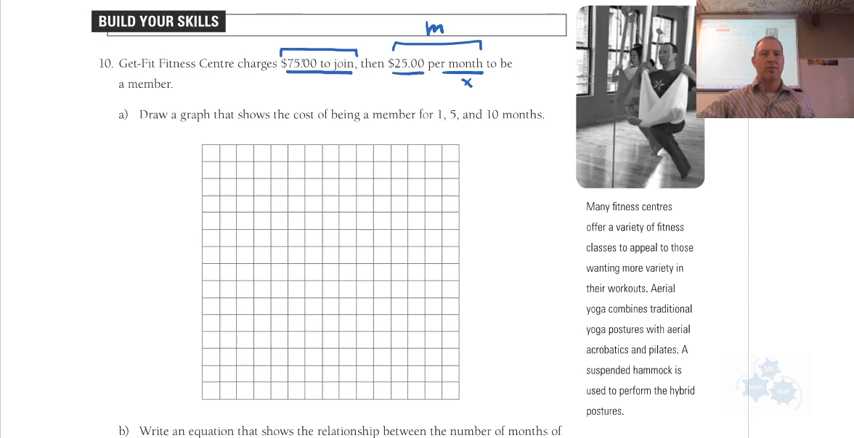 BUILD YOUR SKILLS
m
10. Get-Fit Fitness Centre charges $75.00 to join, then $25.00 per month to be
a member.
x
a) Draw a graph that shows the cost of being a member for 1, 5, and 10 months.
Many fitness centres
offer a variety of fitness
classes to appeal to those
wanting more variety in
their workouts. Aerial
yoga combines traditional
yoga postures with aerial
acrobatics and pilates. A
suspended hammock is
used to perform the hybrid
postures.
b) Write an equation that shows the relationship between the number of months of